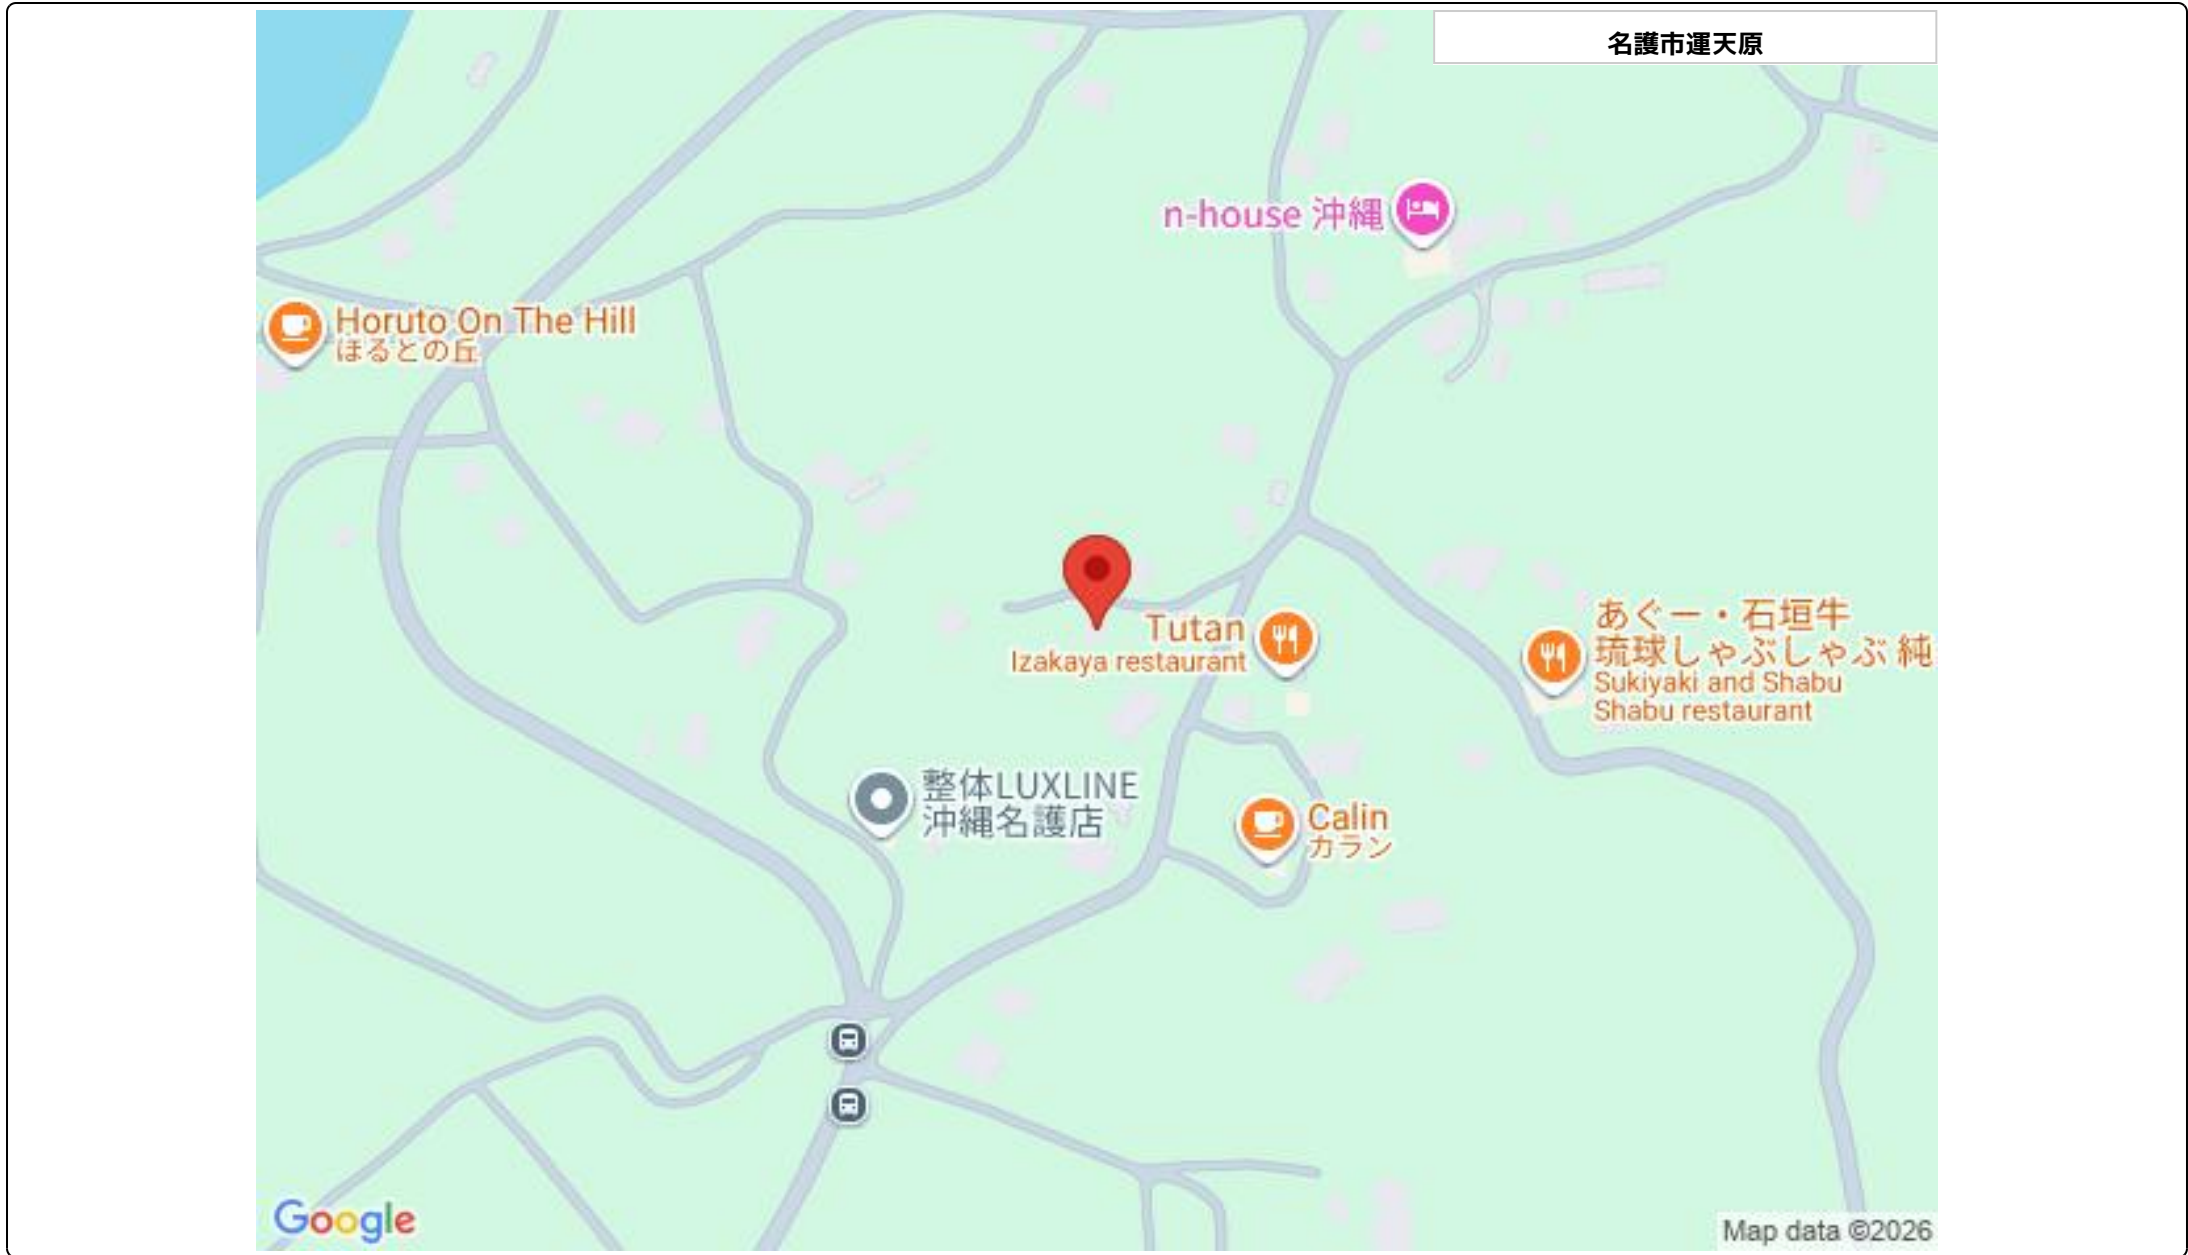 名護市運天原
n-house 沖縄
Horuto On The Hill
ほるとの丘
Tutan
Izakaya restaurant
あぐー・石垣牛
琉球しゃぶしゃぶ 純
Sukiyaki and Shabu
Shabu restaurant
整体LUXLINE
沖縄名護店
Calin
カラン
Google
Map data ©2026